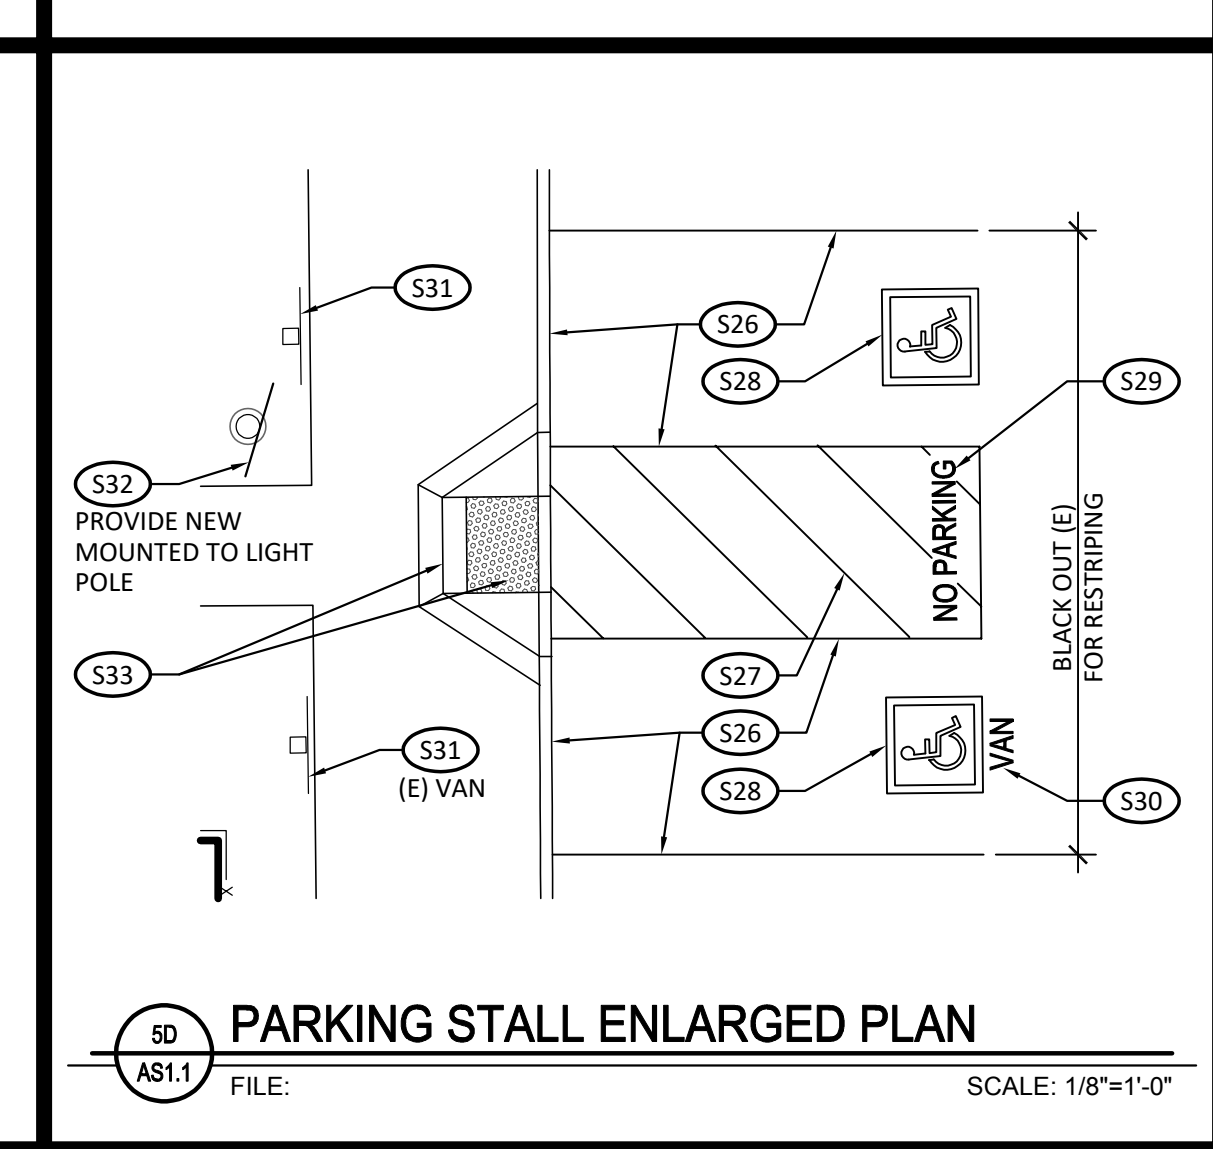 S31
S26
S28
S29
S32
PROVIDE NEW
MOUNTED TO LIGHT
POLE
NO PARKING
BLACK OUT (E)
FOR RESTRIPING
S33
S27
S26
S31
(E) VAN
S28
VAN
S30
X
5D
AS1.1
PARKING STALL ENLARGED PLAN
FILE:
SCALE: 1/8"=1'-0"